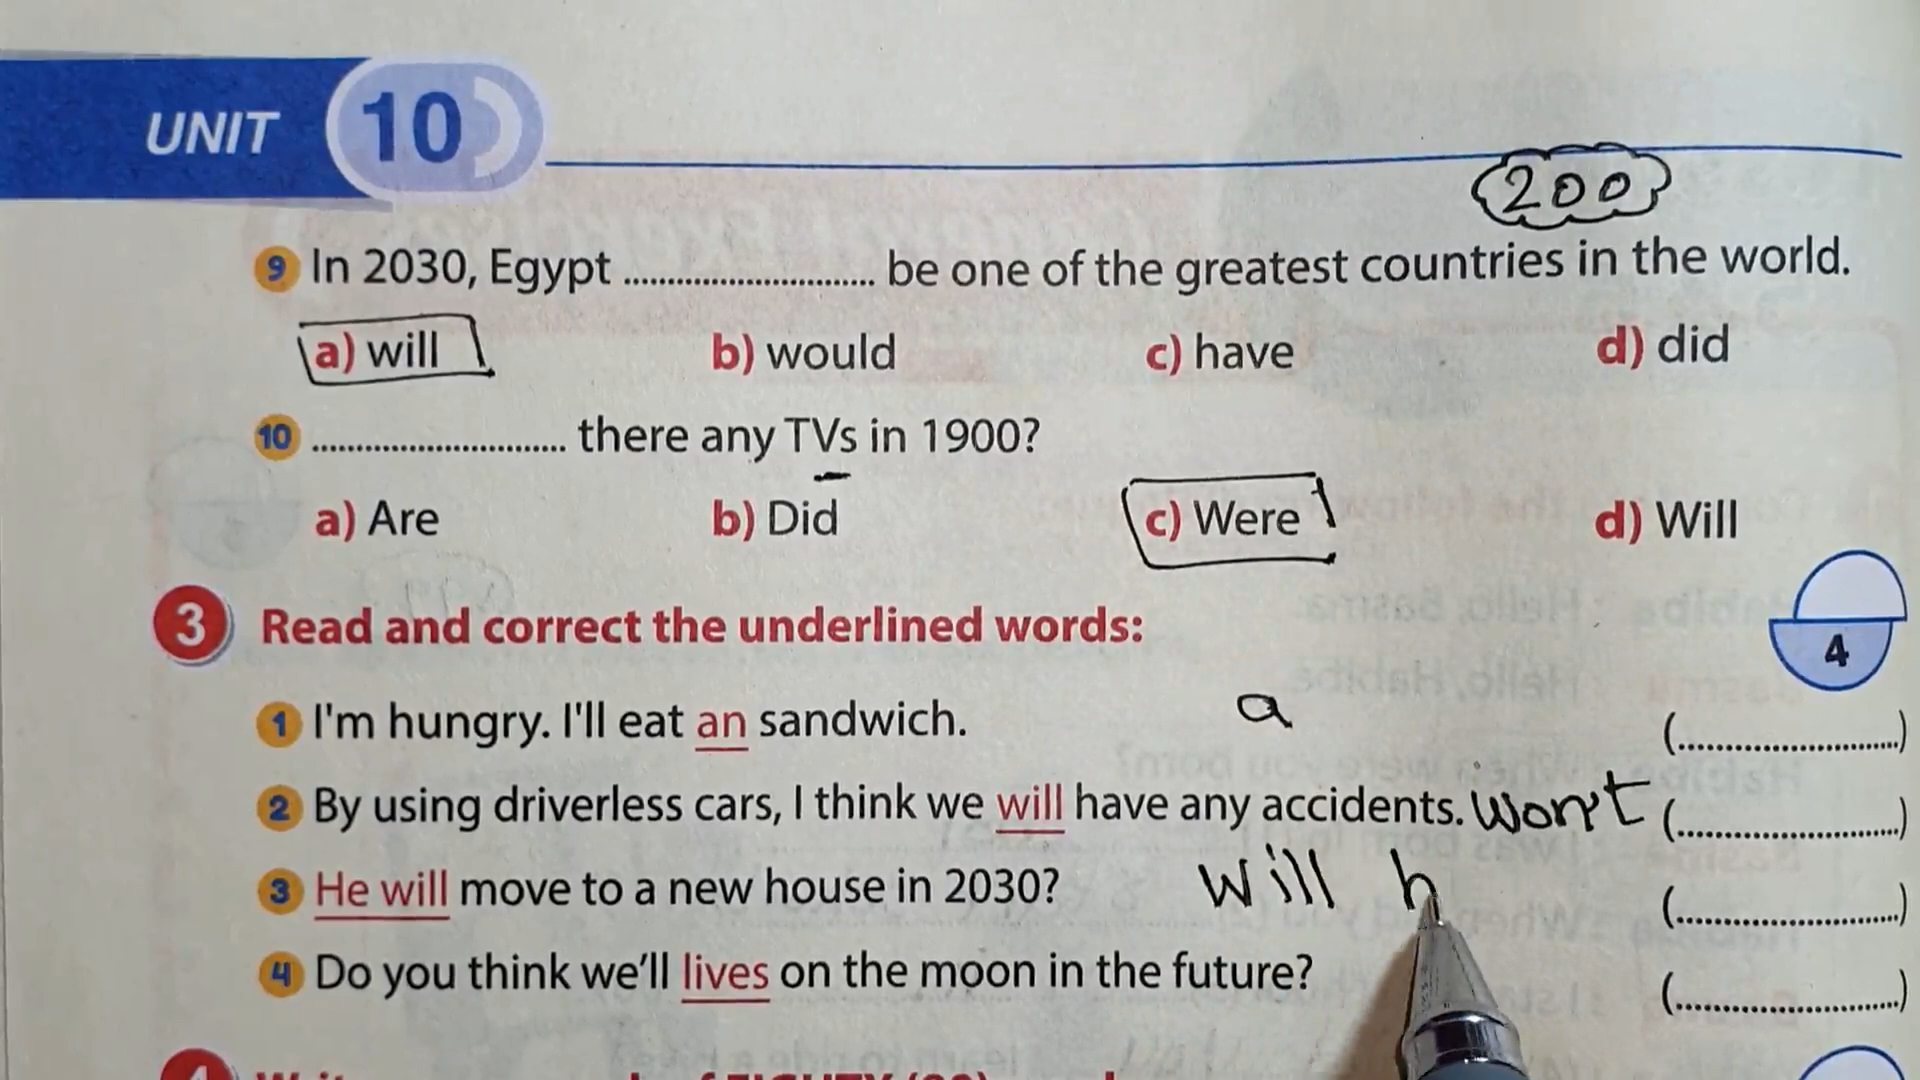 UNIT 10
200
9 In 2030, Egypt ............................ be one of the greatest countries in the world.
a) will b) would c) have d) did
10 ............................ there any TVs in 1900?
a) Are b) Did c) Were d) Will
3 Read and correct the underlined words:
4
1 I'm hungry. I'll eat an sandwich. a (............................)
2 By using driverless cars, I think we will have any accidents. won't (............................)
3 He will move to a new house in 2030? will h (............................)
4 Do you think we'll lives on the moon in the future? (............................)